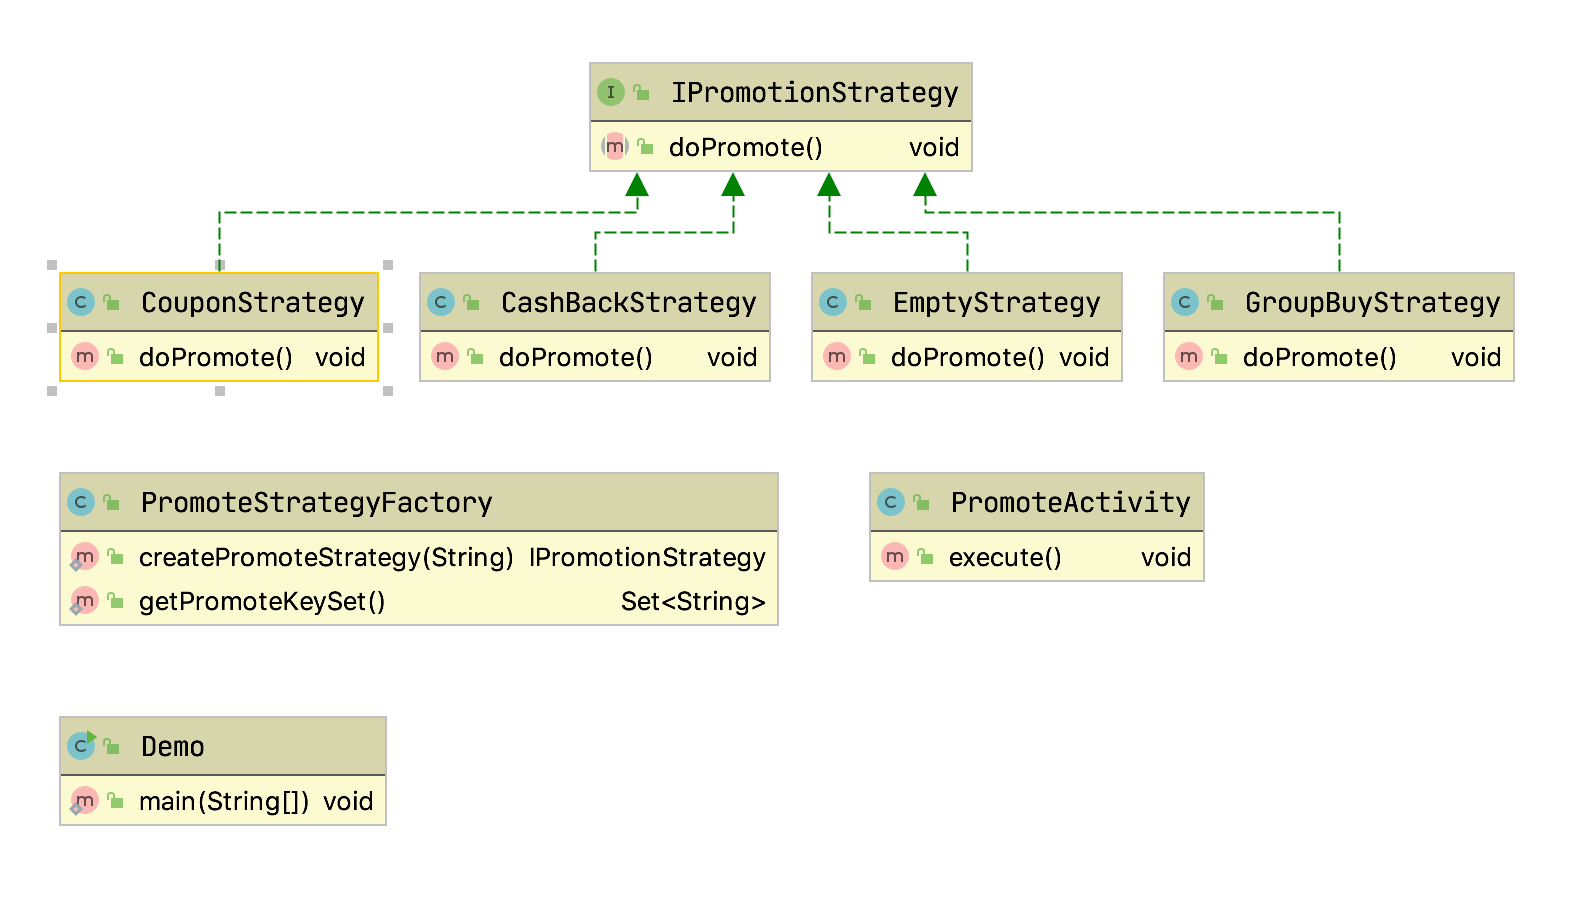 I IPromotionStrategy
m doPromote() void
C CouponStrategy
m doPromote() void
C CashBackStrategy
m doPromote() void
C EmptyStrategy
m doPromote() void
C GroupBuyStrategy
m doPromote() void
C PromoteStrategyFactory
m createPromoteStrategy(String) IPromotionStrategy
m getPromoteKeySet() Set<String>
C PromoteActivity
m execute() void
C Demo
m main(String[]) void